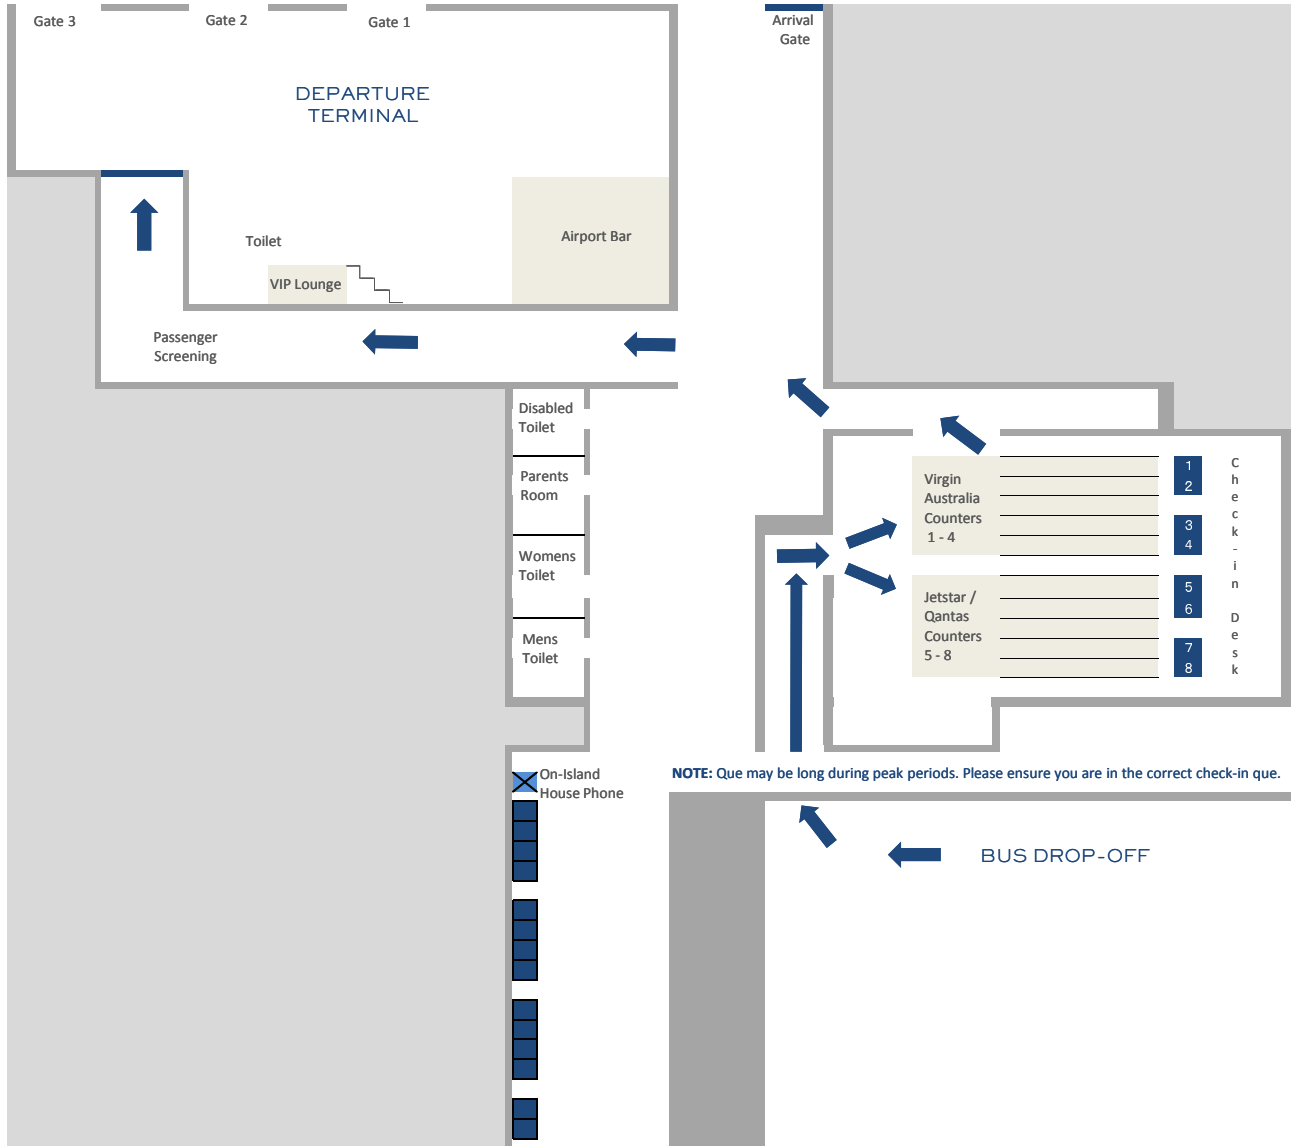 Gate 3
Gate 2
Gate 1
Arrival
Gate
DEPARTURE
TERMINAL
Toilet
VIP Lounge
Airport Bar
Passenger
Screening
Disabled
Toilet
Parents
Room
Womens
Toilet
Mens
Toilet
Virgin
Australia
Counters
1 - 4
Jetstar /
Qantas
Counters
5 - 8
1
2
3
4
5
6
7
8
Check-in Desk
On-Island
House Phone
NOTE: Que may be long during peak periods. Please ensure you are in the correct check-in que.
BUS DROP-OFF